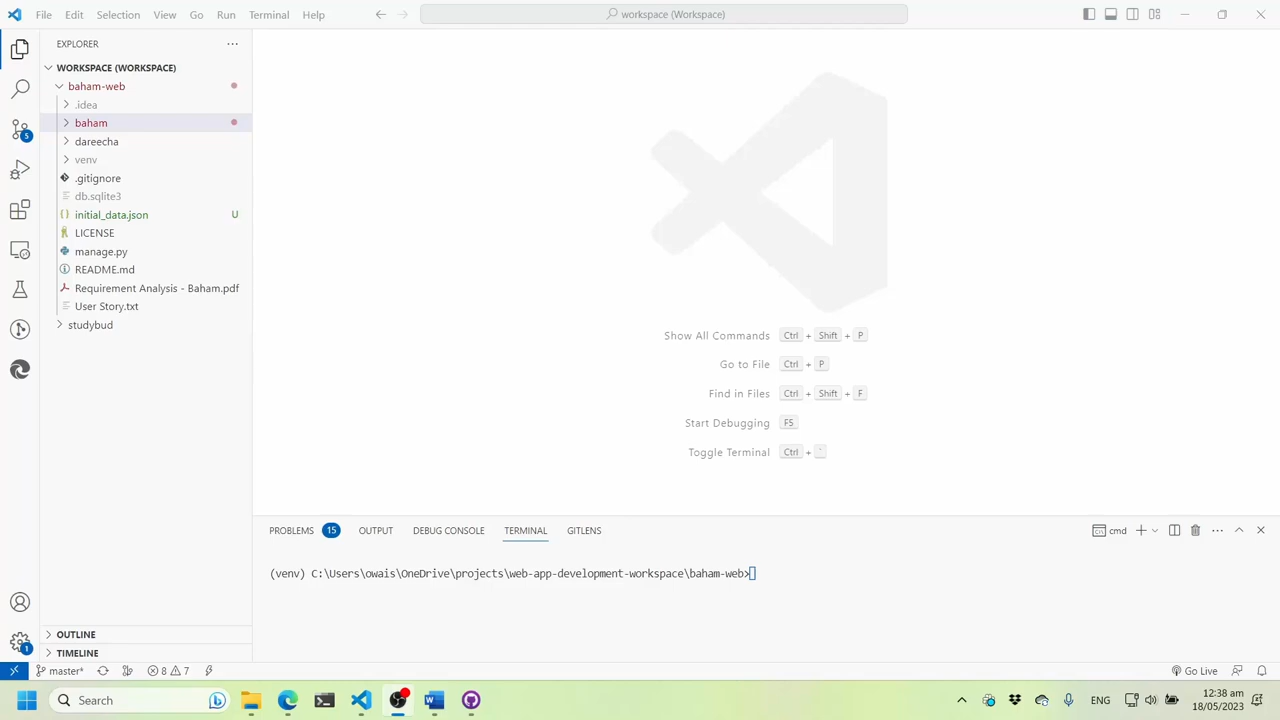 File Edit Selection View Go Run Terminal Help
workspace (Workspace)
EXPLORER
WORKSPACE (WORKSPACE)
baham-web
.idea
baham
dareecha
venv
.gitignore
db.sqlite3
initial_data.json U
LICENSE
manage.py
README.md
Requirement Analysis - Baham.pdf
User Story.txt
studybud
5
Show All Commands Ctrl + Shift + P
Go to File Ctrl + P
Find in Files Ctrl + Shift + F
Start Debugging F5
Toggle Terminal Ctrl + `
PROBLEMS 15 OUTPUT DEBUG CONSOLE TERMINAL GITLENS
cmd
(venv) C:\Users\owais\OneDrive\projects\web-app-development-workspace\baham-web>
OUTLINE
TIMELINE
1
master* 8 7
Go Live
Search
ENG
12:38 am
18/05/2023